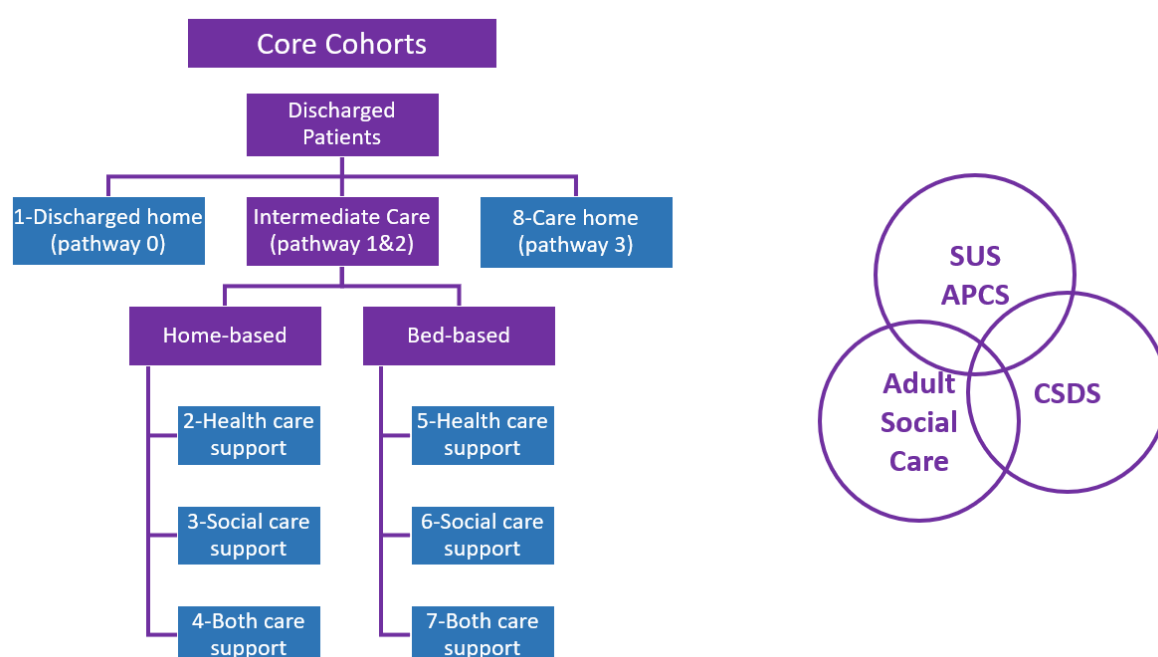 Core Cohorts
Discharged
Patients
1-Discharged home
(pathway 0)
Intermediate Care
(pathway 1&2)
8-Care home
(pathway 3)
Home-based
Bed-based
2-Health care
support
3-Social care
support
4-Both care
support
5-Health care
support
6-Social care
support
7-Both care
support
SUS
APCS
Adult
Social
Care
CSDS